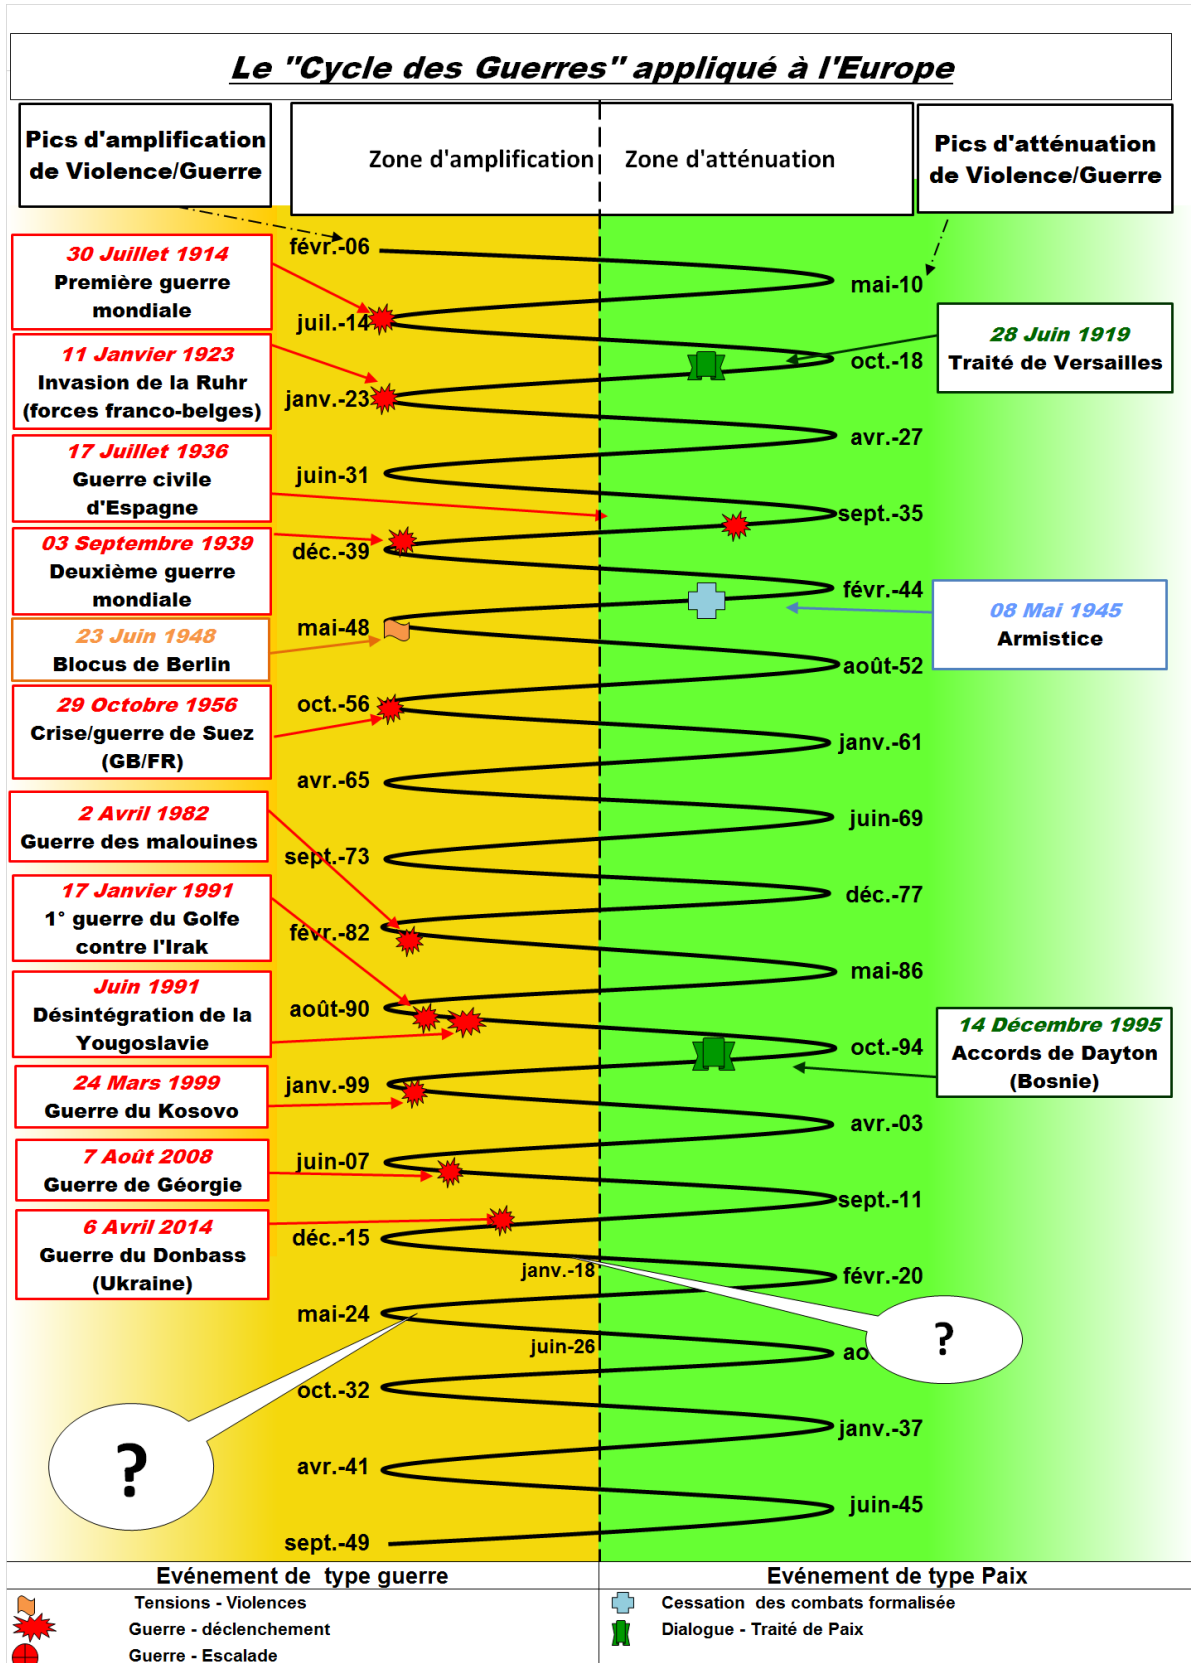 Le "Cycle des Guerres" appliqué à l'Europe
Pics d'amplification
de Violence/Guerre
Zone d'amplification
Zone d'atténuation
Pics d'atténuation
de Violence/Guerre
févr.-06
30 Juillet 1914
Première guerre
mondiale
mai-10
juil.-14
28 Juin 1919
Traité de Versailles
11 Janvier 1923
Invasion de la Ruhr
(forces franco-belges)
oct.-18
janv.-23
avr.-27
17 Juillet 1936
Guerre civile
d'Espagne
juin-31
sept.-35
03 Septembre 1939
Deuxième guerre
mondiale
déc.-39
févr.-44
08 Mai 1945
Armistice
23 Juin 1948
Blocus de Berlin
mai-48
août-52
29 Octobre 1956
Crise/guerre de Suez
(GB/FR)
oct.-56
janv.-61
avr.-65
2 Avril 1982
Guerre des malouines
juin-69
sept.-73
17 Janvier 1991
1° guerre du Golfe
contre l'Irak
déc.-77
févr.-82
mai-86
Juin 1991
Désintégration de la
Yougoslavie
août-90
14 Décembre 1995
Accords de Dayton
(Bosnie)
oct.-94
24 Mars 1999
Guerre du Kosovo
janv.-99
avr.-03
7 Août 2008
Guerre de Géorgie
juin-07
sept.-11
6 Avril 2014
Guerre du Donbass
(Ukraine)
déc.-15
janv.-18
févr.-20
mai-24
?
juin-26
ao
oct.-32
janv.-37
?
avr.-41
juin-45
sept.-49
Evénement de type guerre
Evénement de type Paix
Tensions - Violences
Cessation des combats formalisée
Guerre - déclenchement
Dialogue - Traité de Paix
Guerre - Escalade